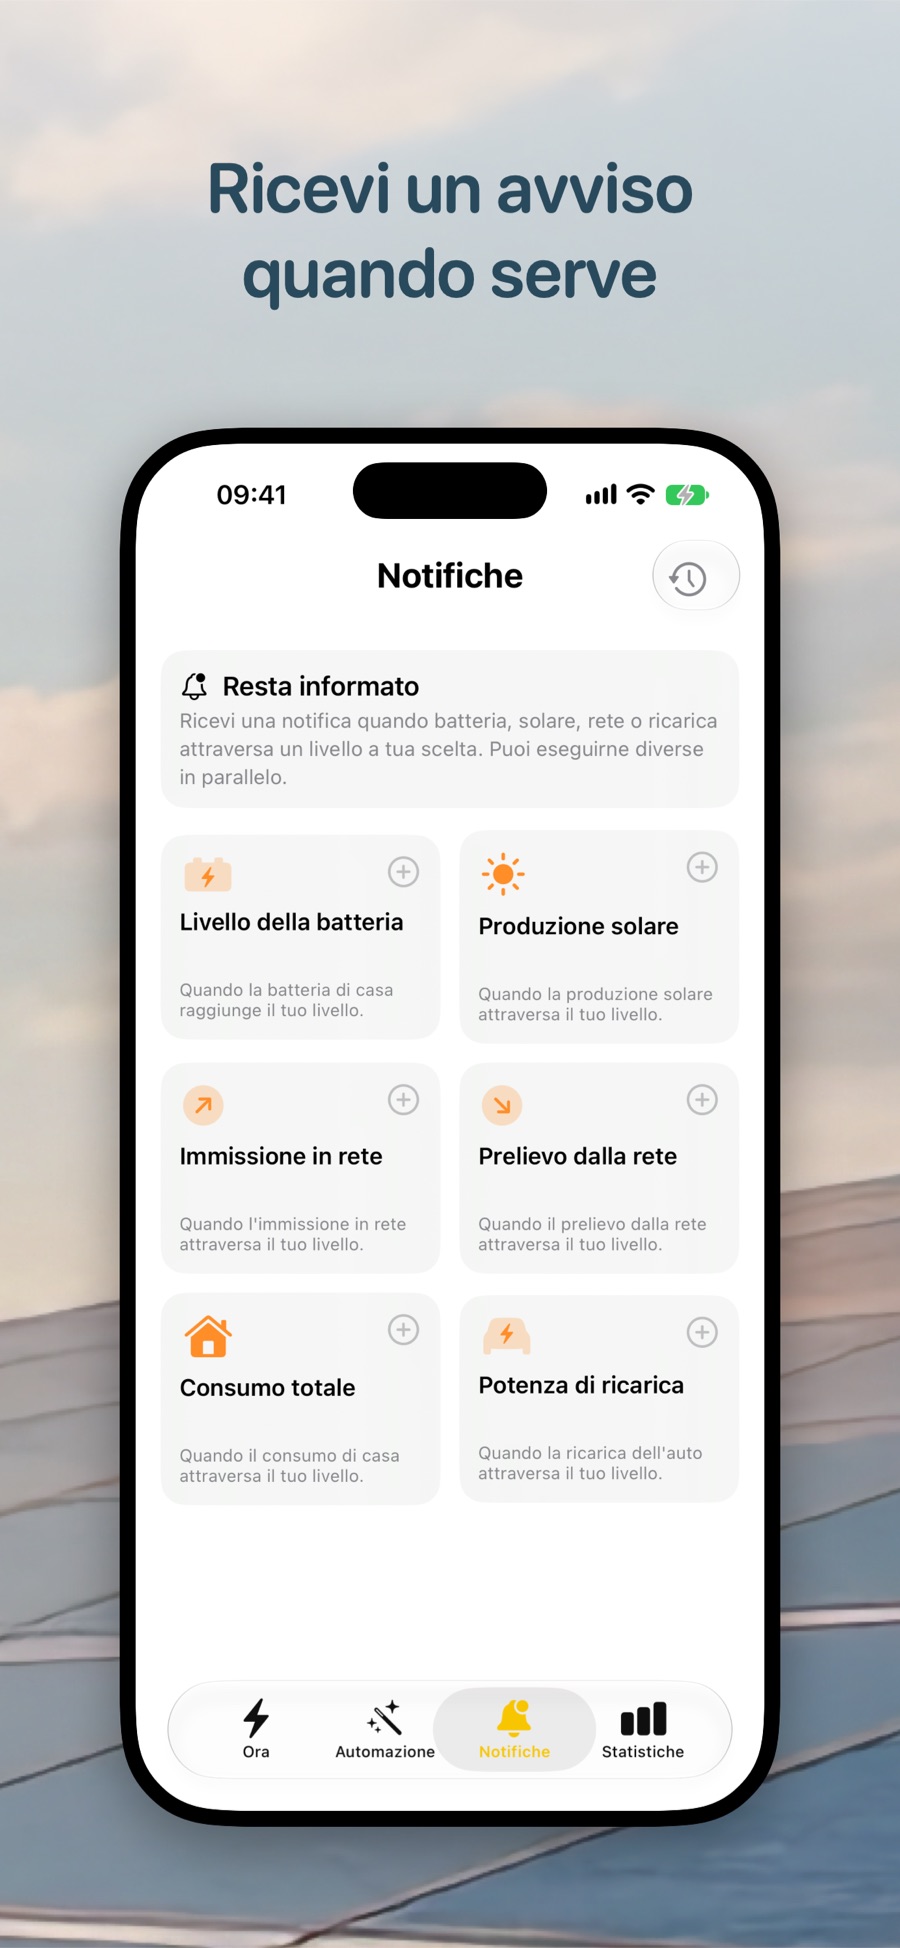 Ricevi un avviso
quando serve
09:41
Notifiche
Resta informato
Ricevi una notifica quando batteria, solare, rete o ricarica
attraversa un livello a tua scelta. Puoi eseguirne diverse
in parallelo.
Livello della batteria
Quando la batteria di casa
raggiunge il tuo livello.
Produzione solare
Quando la produzione solare
attraversa il tuo livello.
Immissione in rete
Quando l'immissione in rete
attraversa il tuo livello.
Prelievo dalla rete
Quando il prelievo dalla rete
attraversa il tuo livello.
Consumo totale
Quando il consumo di casa
attraversa il tuo livello.
Potenza di ricarica
Quando la ricarica dell'auto
attraversa il tuo livello.
Ora
Automazione
Notifiche
Statistiche